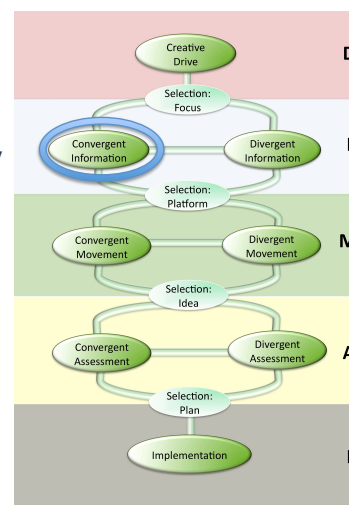 Creative
Drive
Selection:
Focus
Convergent
Information
Divergent
Information
Selection:
Platform
Convergent
Movement
Divergent
Movement
Selection:
Idea
Convergent
Assessment
Divergent
Assessment
Selection:
Plan
Implementation